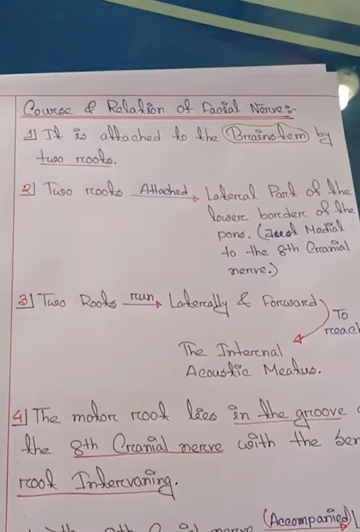 Course & Relation of Facial Nerve:-
1) It is attached to the Brainstem by
two roots.
2) Two roots Attached → Lateral Part of the
lower border of the
pons. (Just Medial
to the 8th Cranial
nerve.)
3) Two Roots run → Laterally & Forward
To
reach
The Internal
Acoustic Meatus.
4) The motor root lies in the groove
the 8th Cranial nerve with the
root Intervening.
(Accompanied)